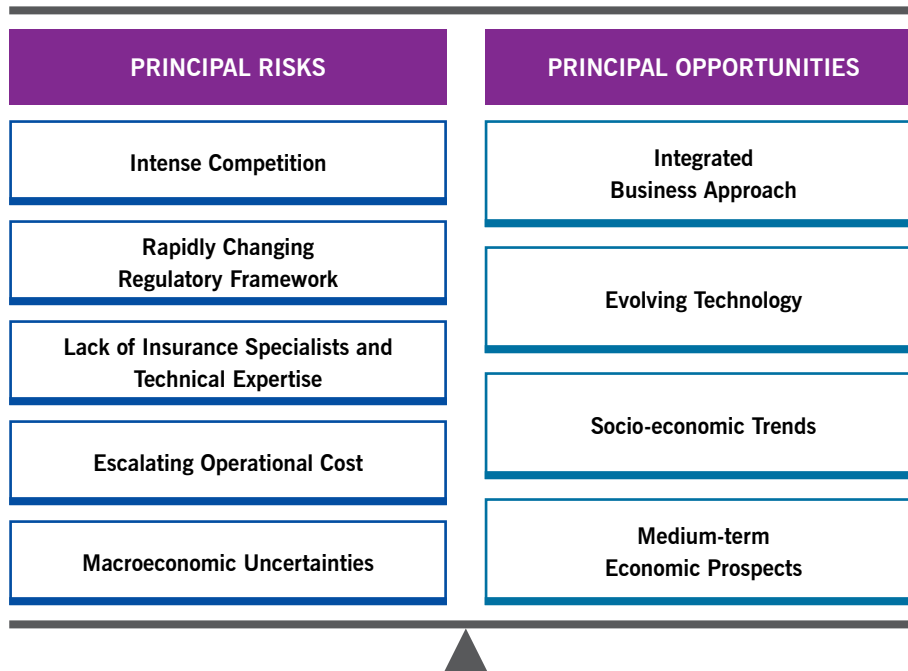 PRINCIPAL RISKS
Intense Competition
Rapidly Changing
Regulatory Framework
Lack of Insurance Specialists and
Technical Expertise
Escalating Operational Cost
Macroeconomic Uncertainties
PRINCIPAL OPPORTUNITIES
Integrated
Business Approach
Evolving Technology
Socio-economic Trends
Medium-term
Economic Prospects